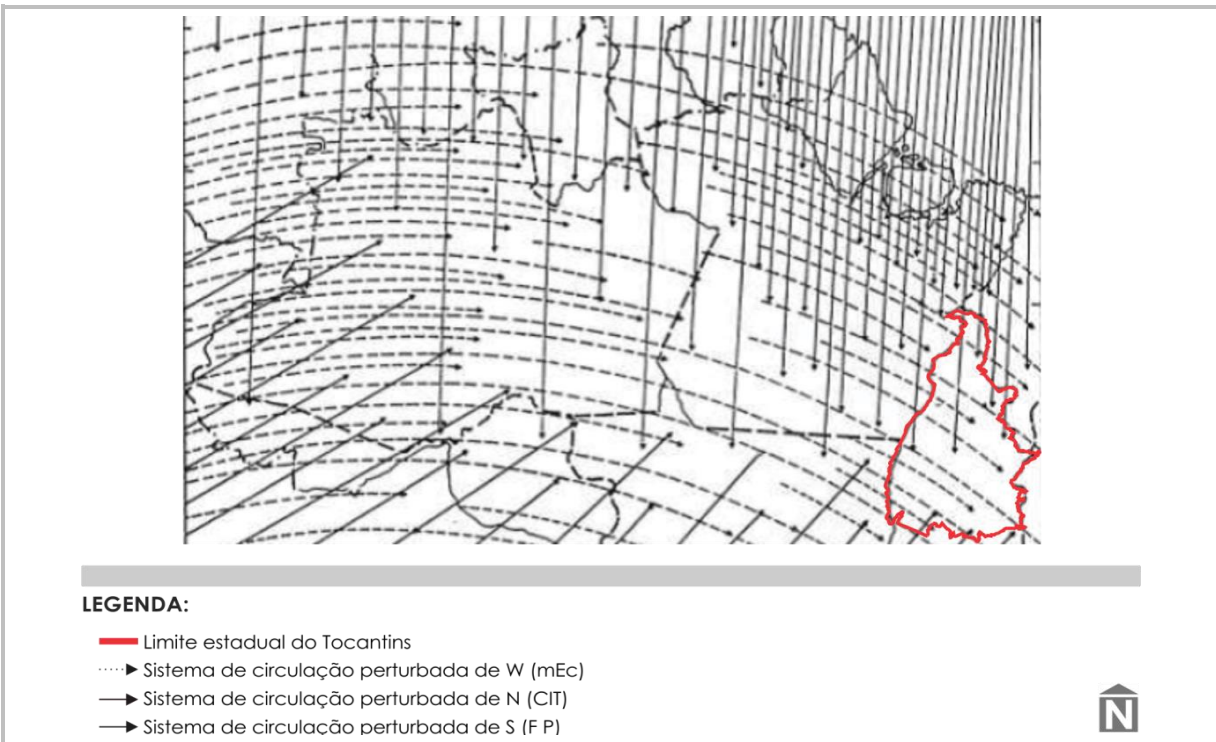 LEGENDA:
Limite estadual do Tocantins
Sistema de circulação perturbada de W (mEc)
Sistema de circulação perturbada de N (CIT)
Sistema de circulação perturbada de S (F P)
N